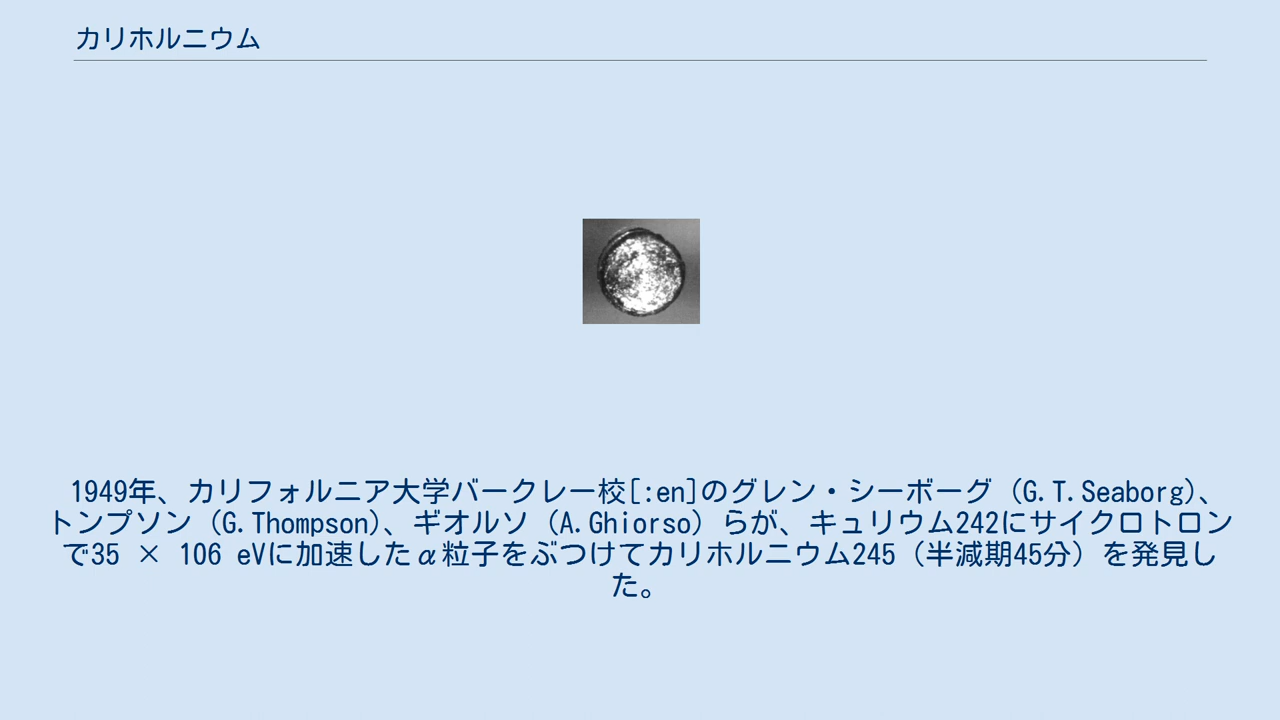 カリホルニウム
1949年、カリフォルニア大学バークレー校[:en]のグレン・シーボーグ（G.T.Seaborg)、
トンプソン（G.Thompson)、ギオルソ（A.Ghiorso）らが、キュリウム242にサイクロトロン
で35 × 106 eVに加速したα粒子をぶつけてカリホルニウム245（半減期45分）を発見し
た。